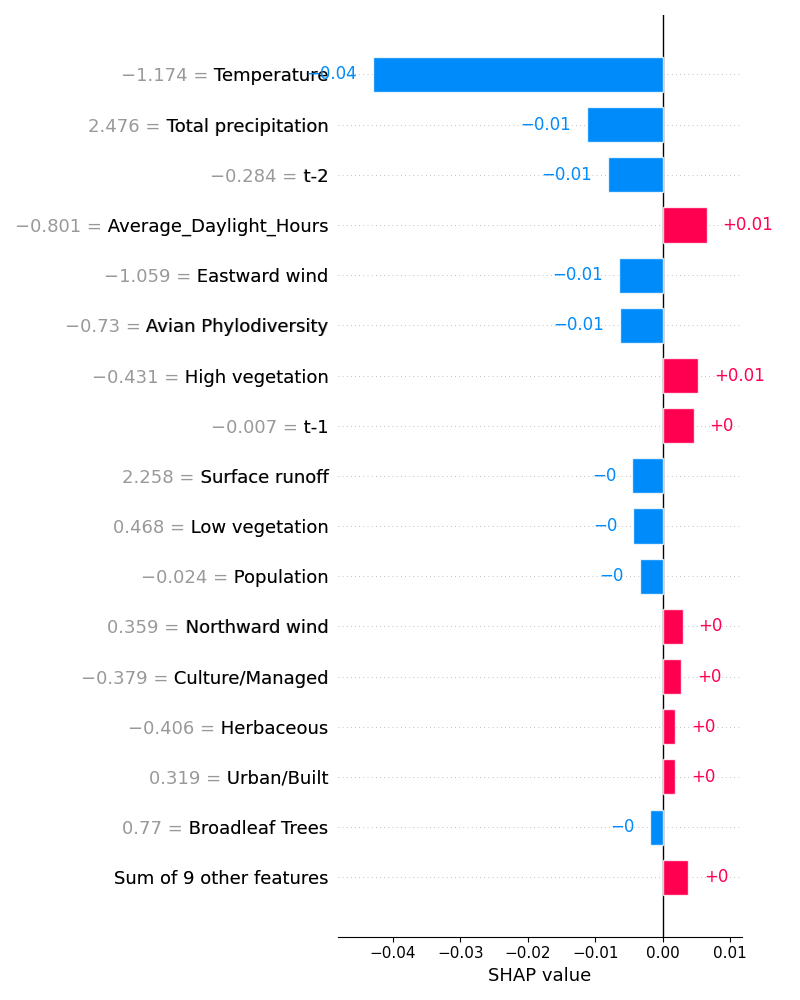 −1.174 = Temperature −0.04
2.476 = Total precipitation −0.01
−0.284 = t-2 −0.01
−0.801 = Average_Daylight_Hours +0.01
−1.059 = Eastward wind −0.01
−0.73 = Avian Phylodiversity −0.01
−0.431 = High vegetation +0.01
−0.007 = t-1 +0
2.258 = Surface runoff −0
0.468 = Low vegetation −0
−0.024 = Population −0
0.359 = Northward wind +0
−0.379 = Culture/Managed +0
−0.406 = Herbaceous +0
0.319 = Urban/Built +0
0.77 = Broadleaf Trees −0
Sum of 9 other features +0
−0.04 −0.03 −0.02 −0.01 0.00 0.01
SHAP value